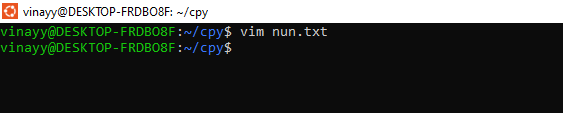 vinayy@DESKTOP-FRDBO8F: ~/cpy
vinayy@DESKTOP-FRDBO8F:~/cpy$ vim nun.txt
vinayy@DESKTOP-FRDBO8F:~/cpy$